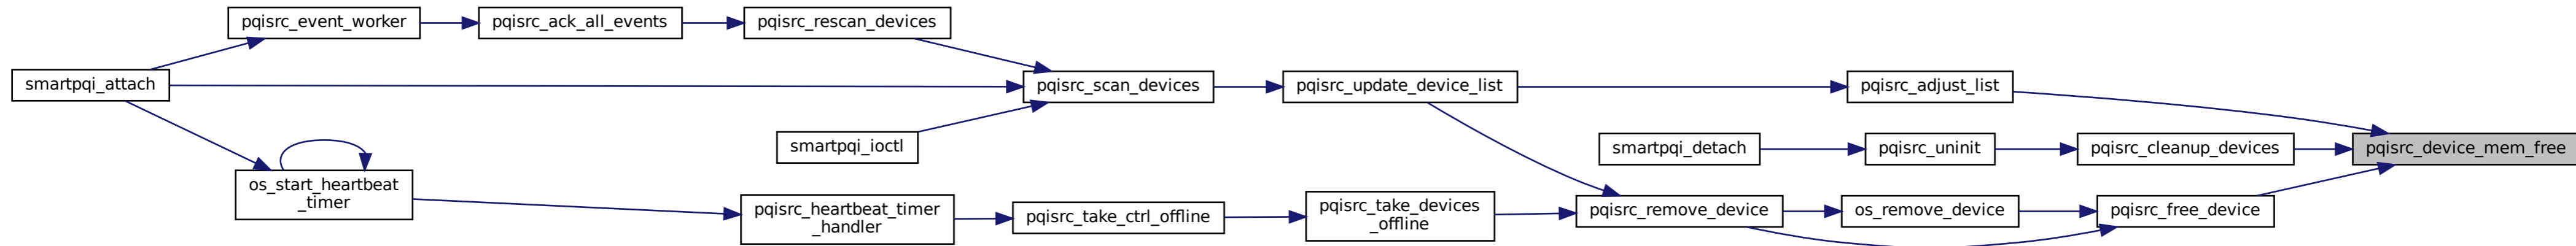 pqisrc_event_worker
pqisrc_ack_all_events
pqisrc_rescan_devices
smartpqi_attach
pqisrc_scan_devices
pqisrc_update_device_list
pqisrc_adjust_list
smartpqi_ioctl
smartpqi_detach
pqisrc_uninit
pqisrc_cleanup_devices
pqisrc_device_mem_free
os_start_heartbeat
_timer
pqisrc_heartbeat_timer
_handler
pqisrc_take_ctrl_offline
pqisrc_take_devices
_offline
pqisrc_remove_device
os_remove_device
pqisrc_free_device